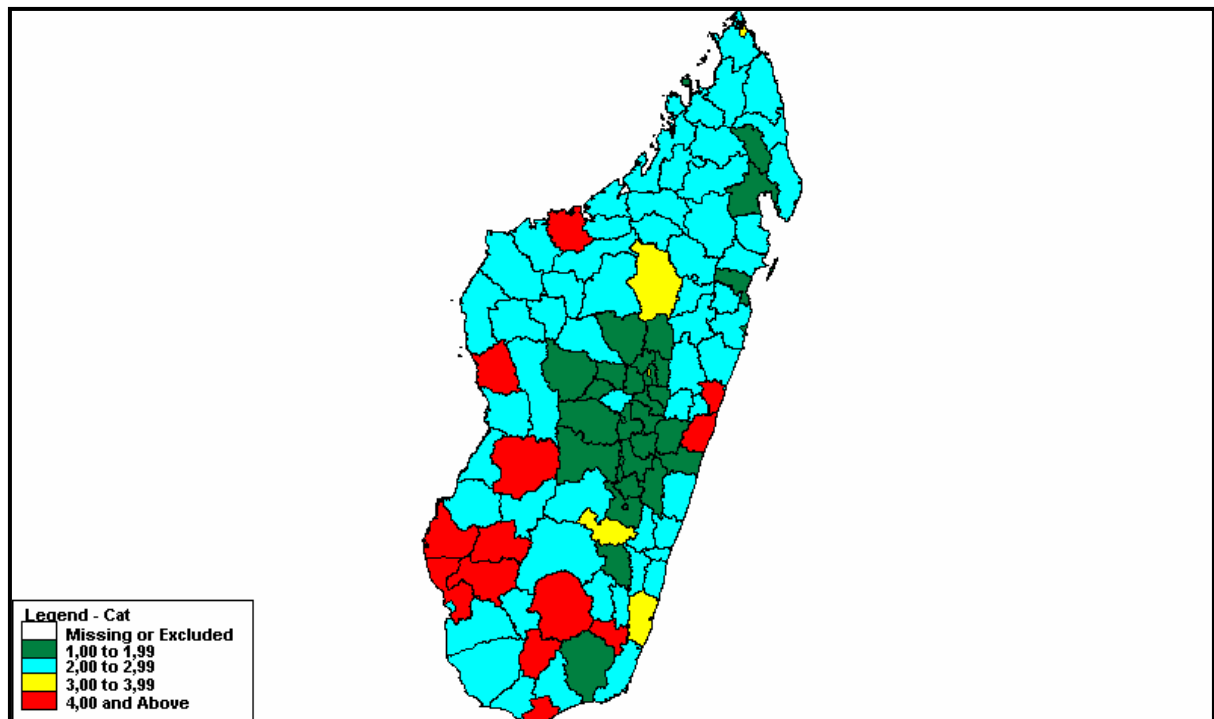 Legend - Cat
Missing or Excluded
1,00 to 1,99
2,00 to 2,99
3,00 to 3,99
4,00 and Above